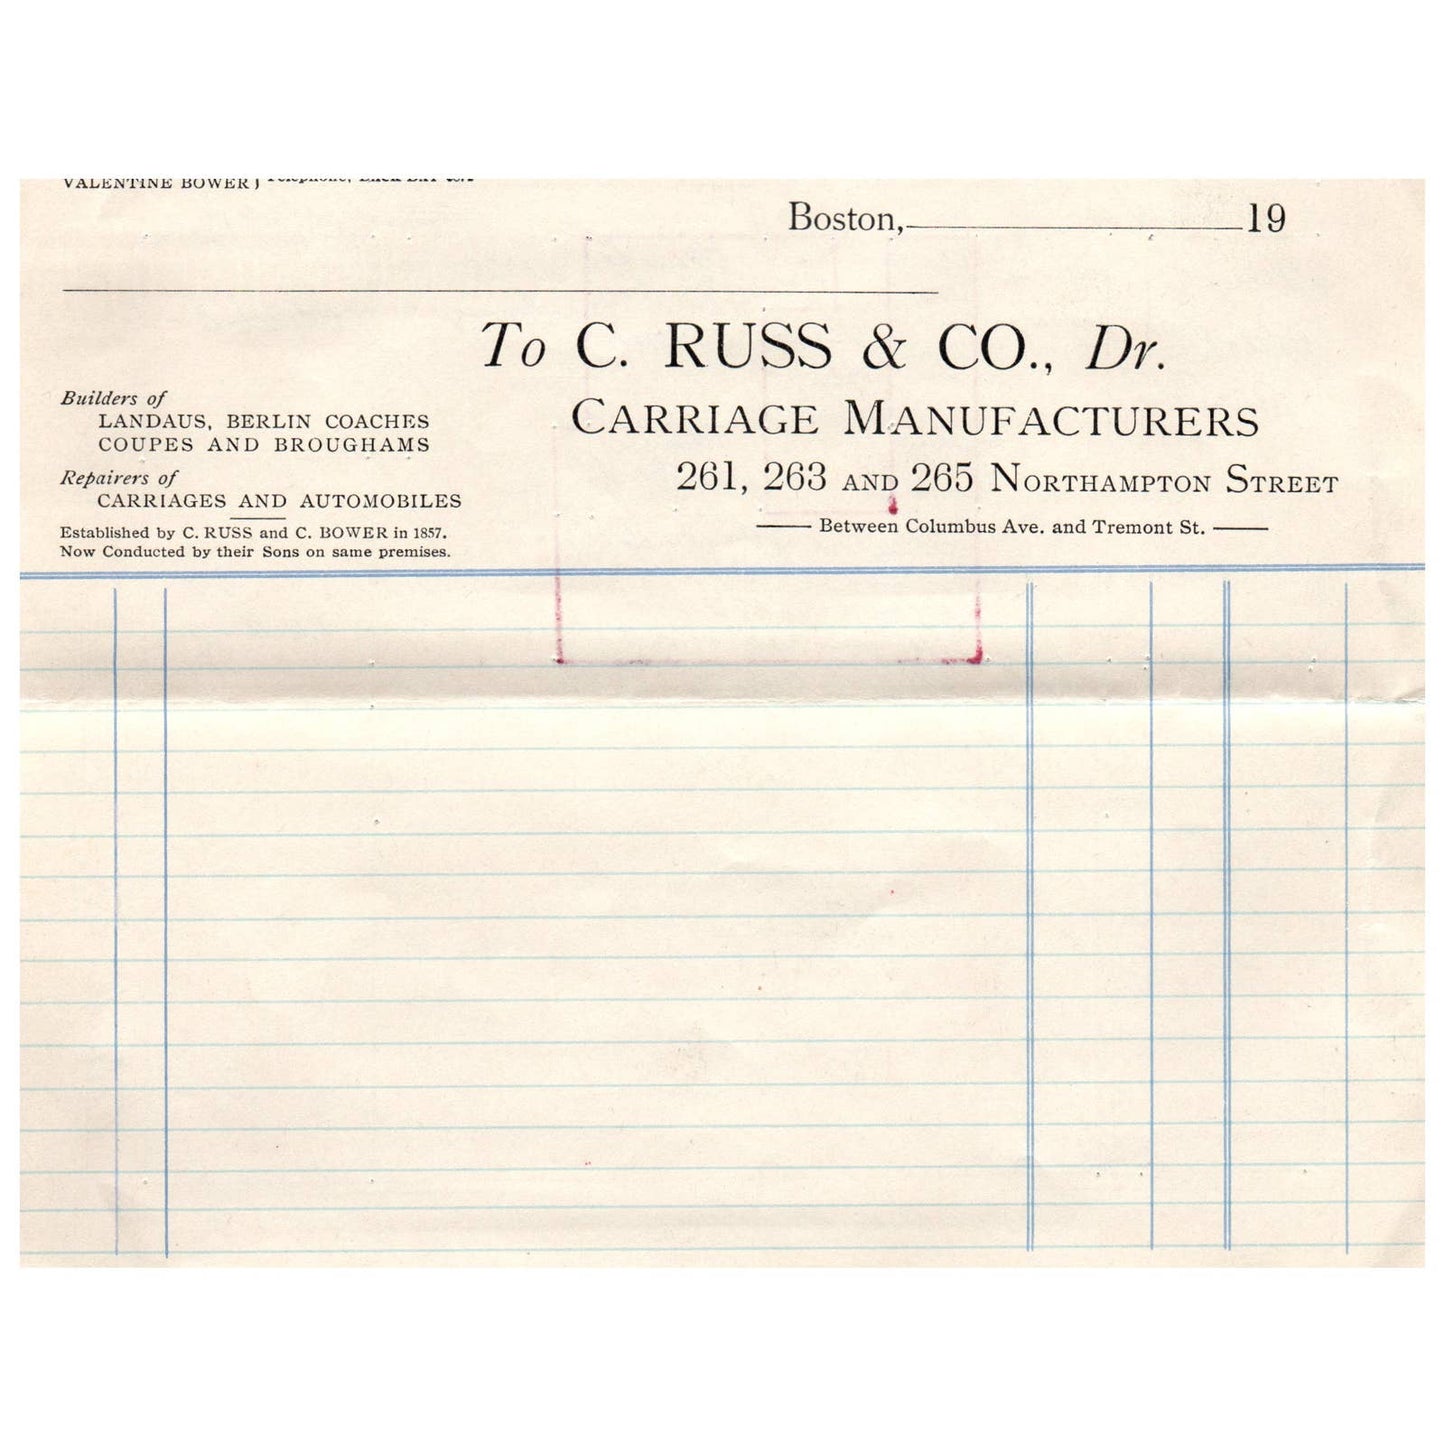 VALENTINE BOWER
Boston, 19
To C. RUSS & CO., Dr.
Builders of
LANDAUS, BERLIN COACHES
COUPES AND BROUGHAMS
Repairers of
CARRIAGES AND AUTOMOBILES
Established by C. RUSS and C. BOWER in 1857.
Now Conducted by their Sons on same premises.
CARRIAGE MANUFACTURERS
261, 263 AND 265 NORTHAMPTON STREET
Between Columbus Ave. and Tremont St.